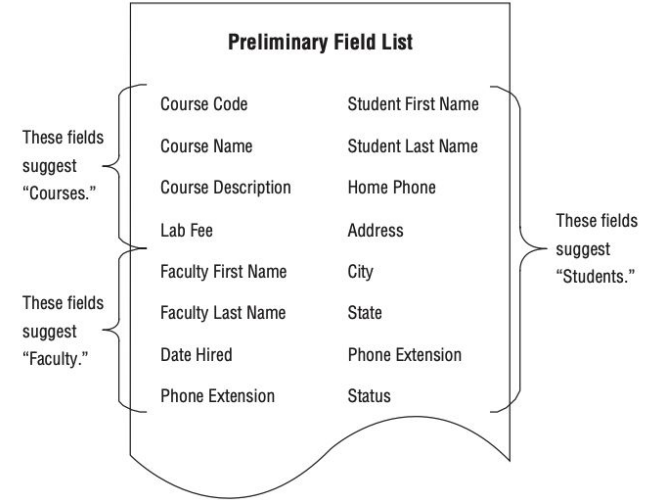 Preliminary Field List
These fields
suggest
“Courses.”
Course Code
Course Name
Course Description
Lab Fee
These fields
suggest
“Faculty.”
Faculty First Name
Faculty Last Name
Date Hired
Phone Extension
Student First Name
Student Last Name
Home Phone
Address
City
State
Phone Extension
Status
These fields
suggest
“Students.”